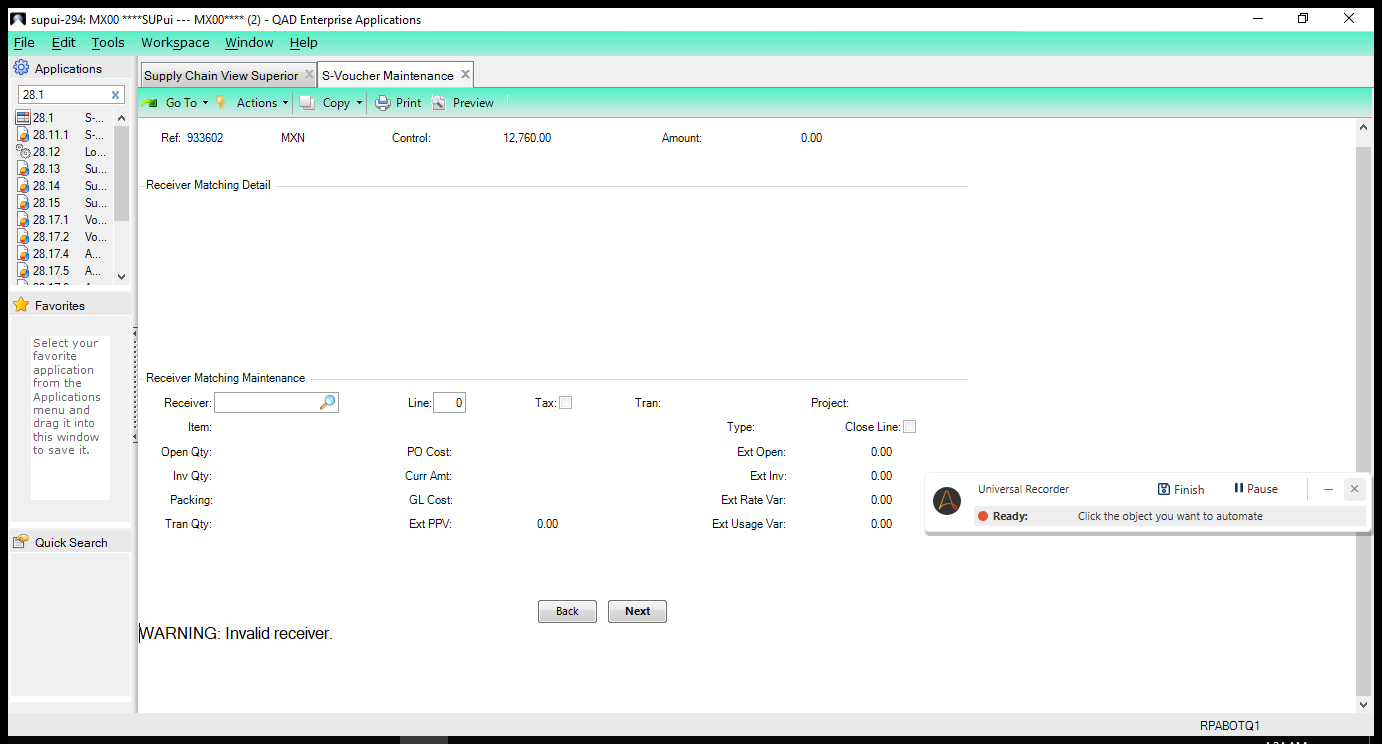 supui-294: MX00 ****SUPui --- MX00**** (2) - QAD Enterprise Applications
File Edit Tools Workspace Window Help
Applications
28.1
28.1 S-...
28.11.1 S-...
28.12 Lo...
28.13 Su...
28.14 Su...
28.15 Su...
28.17.1 Vo...
28.17.2 Vo...
28.17.4 A...
28.17.5 A...
Favorites
Select your
favorite
application
from the
Applications
menu and
drag it into
this window
to save it.
Quick Search
Supply Chain View Superior S-Voucher Maintenance
Go To Actions Copy Print Preview
Ref: 933602 MXN Control: 12,760.00 Amount: 0.00
Receiver Matching Detail
Receiver Matching Maintenance
Receiver: Line: 0 Tax: Tran: Project:
Item: Type: Close Line:
Open Qty: PO Cost: Ext Open: 0.00
Inv Qty: Curr Amt: Ext Inv: 0.00
Packing: GL Cost: Ext Rate Var: 0.00
Tran Qty: Ext PPV: 0.00 Ext Usage Var: 0.00
Back Next
WARNING: Invalid receiver.
Universal Recorder Finish Pause
Ready: Click the object you want to automate
RPABOTQ1